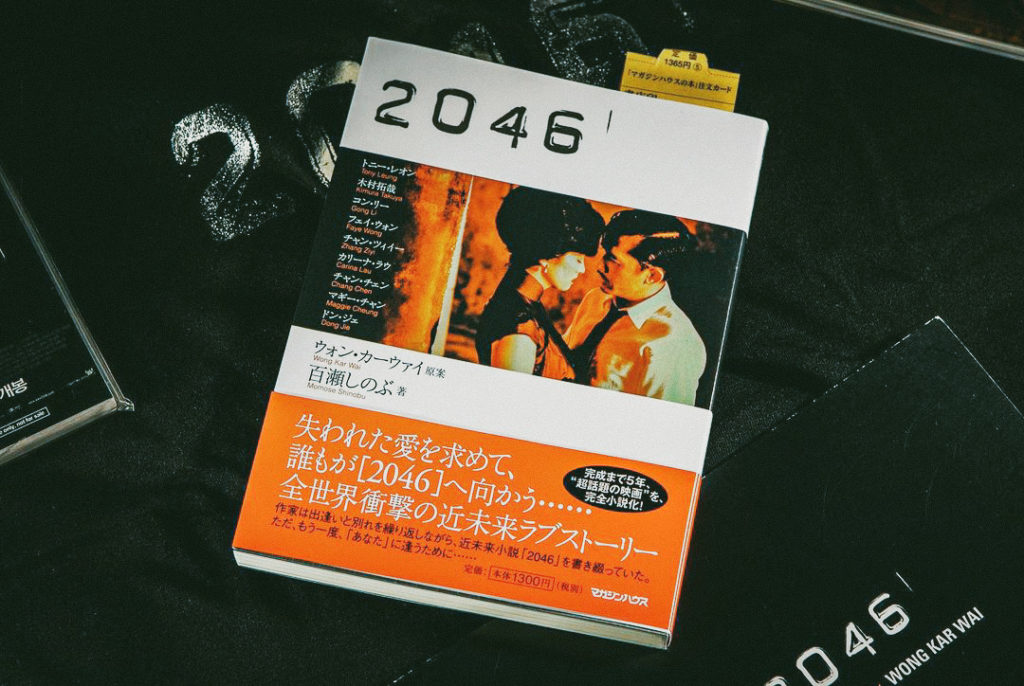 2046
定価
1365円 ⑤
「マガジンハウスの本」注文カード
2046
トニー・レオン
Tony Leung
木村拓哉
Kimura Takuya
コン・リー
Gong Li
フェイ・ウォン
Faye Wong
チャン・ツィイー
Zhang Ziyi
カリーナ・ラウ
Carina Lau
チャン・チェン
Chang Chen
マギー・チャン
Maggie Cheung
ドン・ジェ
Dong Jie
ウォン・カーウァイ 原案
Wong Kar Wai
百瀬しのぶ 著
Momose Shinobu
失われた愛を求めて、
誰もが[2046]へ向かう……
全世界衝撃の近未来ラブストーリー
完成まで5年、
“超話題の映画”を、
完全小説化!
作家は出逢いと別れを繰り返しながら、近未来小説「2046」を書き綴っていた。
ただ、もう一度、「あなた」に逢うために……
定価:本体1300円(税別)
マガジンハウス
개봉
only, not for sale
2046
WONG KAR WAI